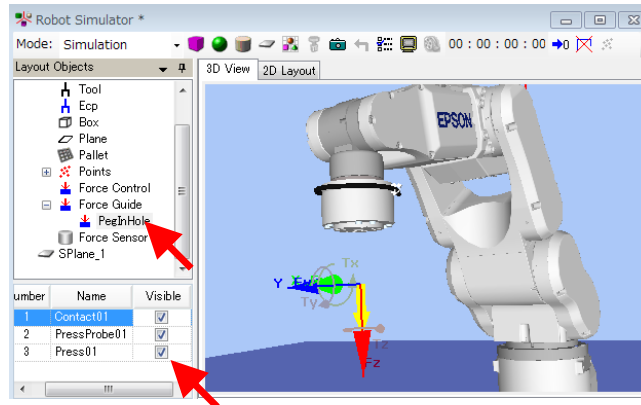 Robot Simulator *
Mode: Simulation
00 : 00 : 00 : 00
Layout Objects
3D View 2D Layout
Tool
Ecp
Box
Plane
Pallet
Points
Force Control
Force Guide
PegInHole
Force Sensor
SPlane_1
umber Name Visible
1 Contact01
2 PressProbe01
3 Press01
EPSON
Tx
Y
Ty
Tz
Fz